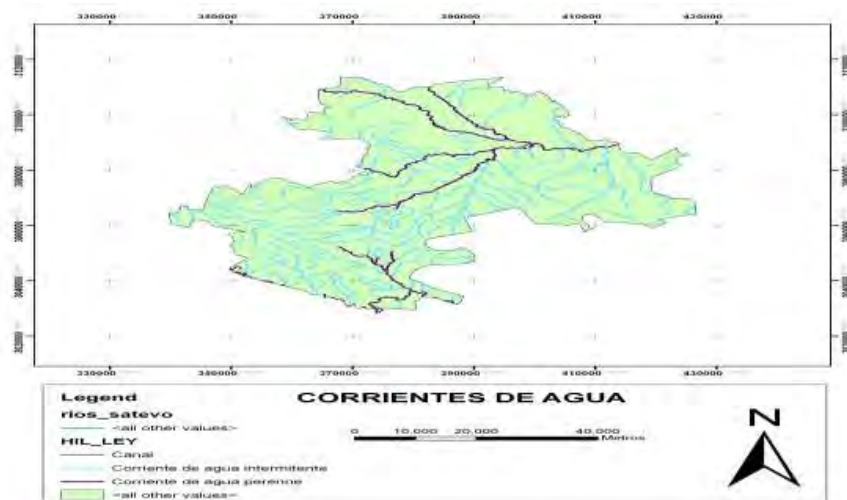 330000 350000 370000 390000 410000 430000
330000 350000 370000 390000 410000 430000
Legend
rios_satevo
<all other values>
HIL_LEY
Canal
Corriente de agua intermitente
Corriente de agua perenne
<all other values>
CORRIENTES DE AGUA
0 10,000 20,000 40,000
Metros
N